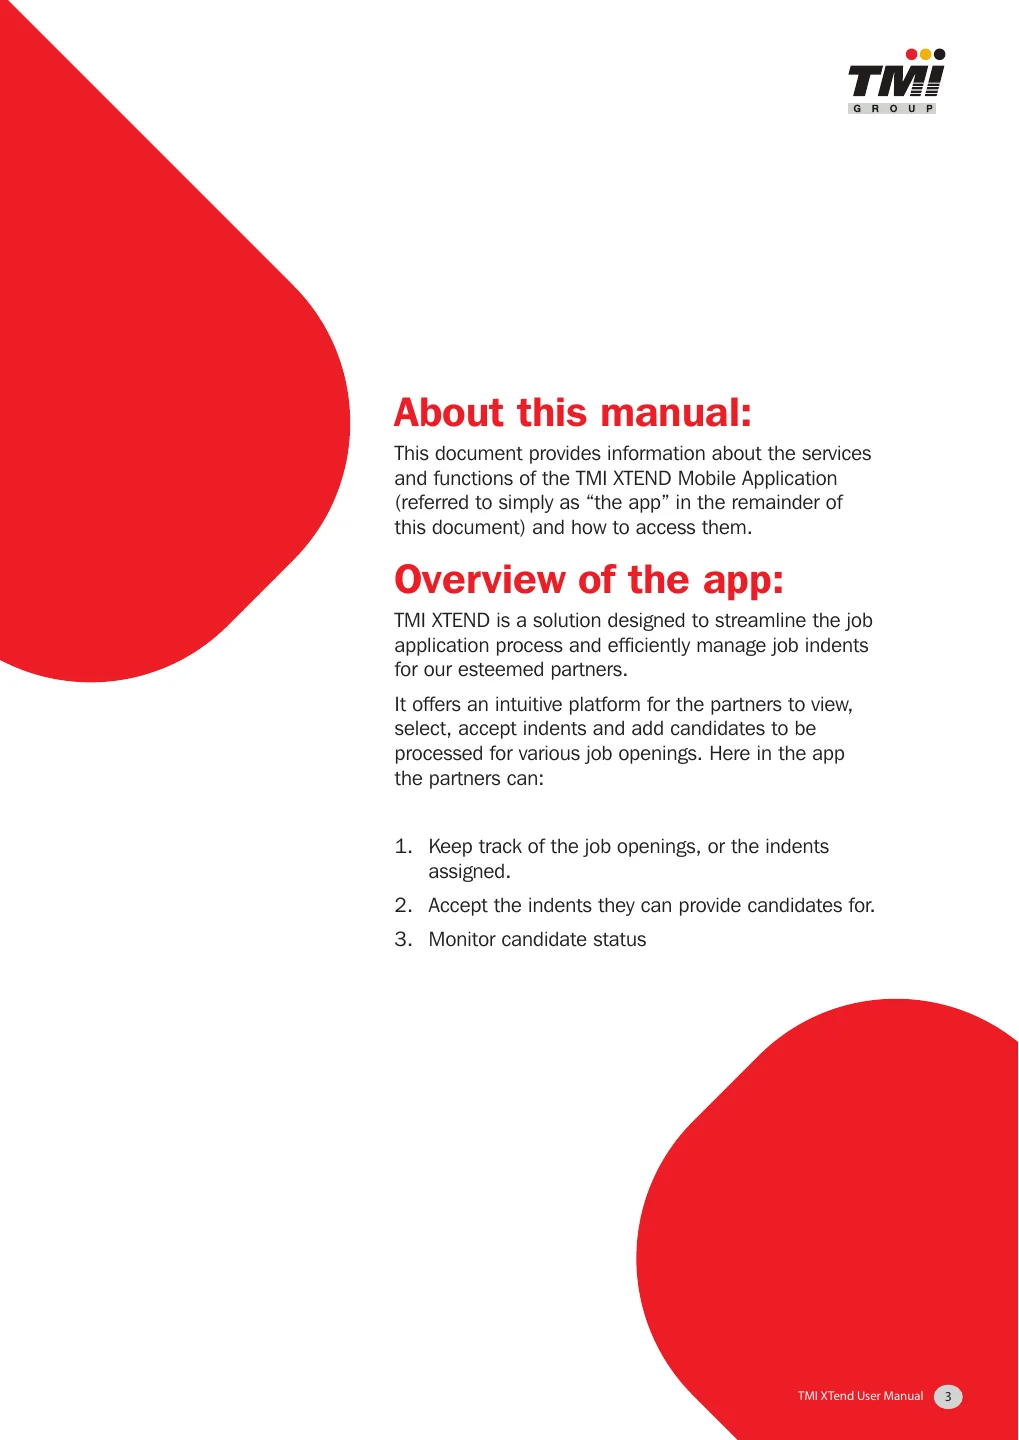 TMI
GROUP
About this manual:
This document provides information about the services
and functions of the TMI XTEND Mobile Application
(referred to simply as “the app” in the remainder of
this document) and how to access them.
Overview of the app:
TMI XTEND is a solution designed to streamline the job
application process and efficiently manage job indents
for our esteemed partners.
It offers an intuitive platform for the partners to view,
select, accept indents and add candidates to be
processed for various job openings. Here in the app
the partners can:
1. Keep track of the job openings, or the indents
assigned.
2. Accept the indents they can provide candidates for.
3. Monitor candidate status
TMI XTend User Manual 3